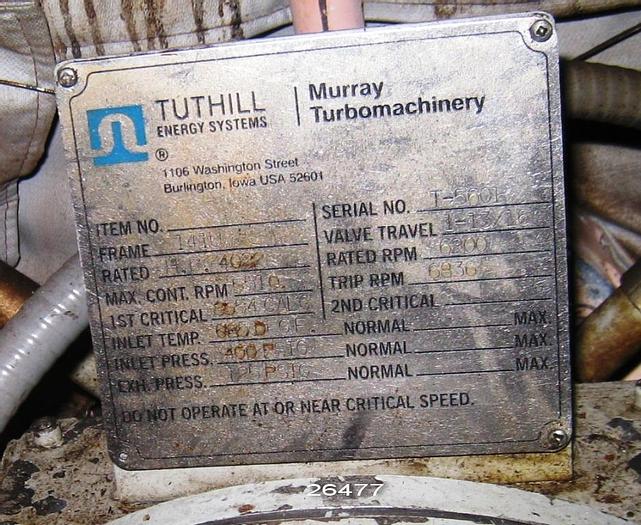 TUTHILL
ENERGY SYSTEMS
Murray
Turbomachinery
®
1106 Washington Street
Burlington, Iowa USA 52601
ITEM NO.
FRAME
RATED
MAX. CONT. RPM
1ST CRITICAL
INLET TEMP.
INLET PRESS.
EXH. PRESS.
SERIAL NO. T-8601
VALVE TRAVEL
RATED RPM
TRIP RPM 6836
2ND CRITICAL
NORMAL MAX.
NORMAL MAX.
NORMAL MAX.
DO NOT OPERATE AT OR NEAR CRITICAL SPEED.
26477